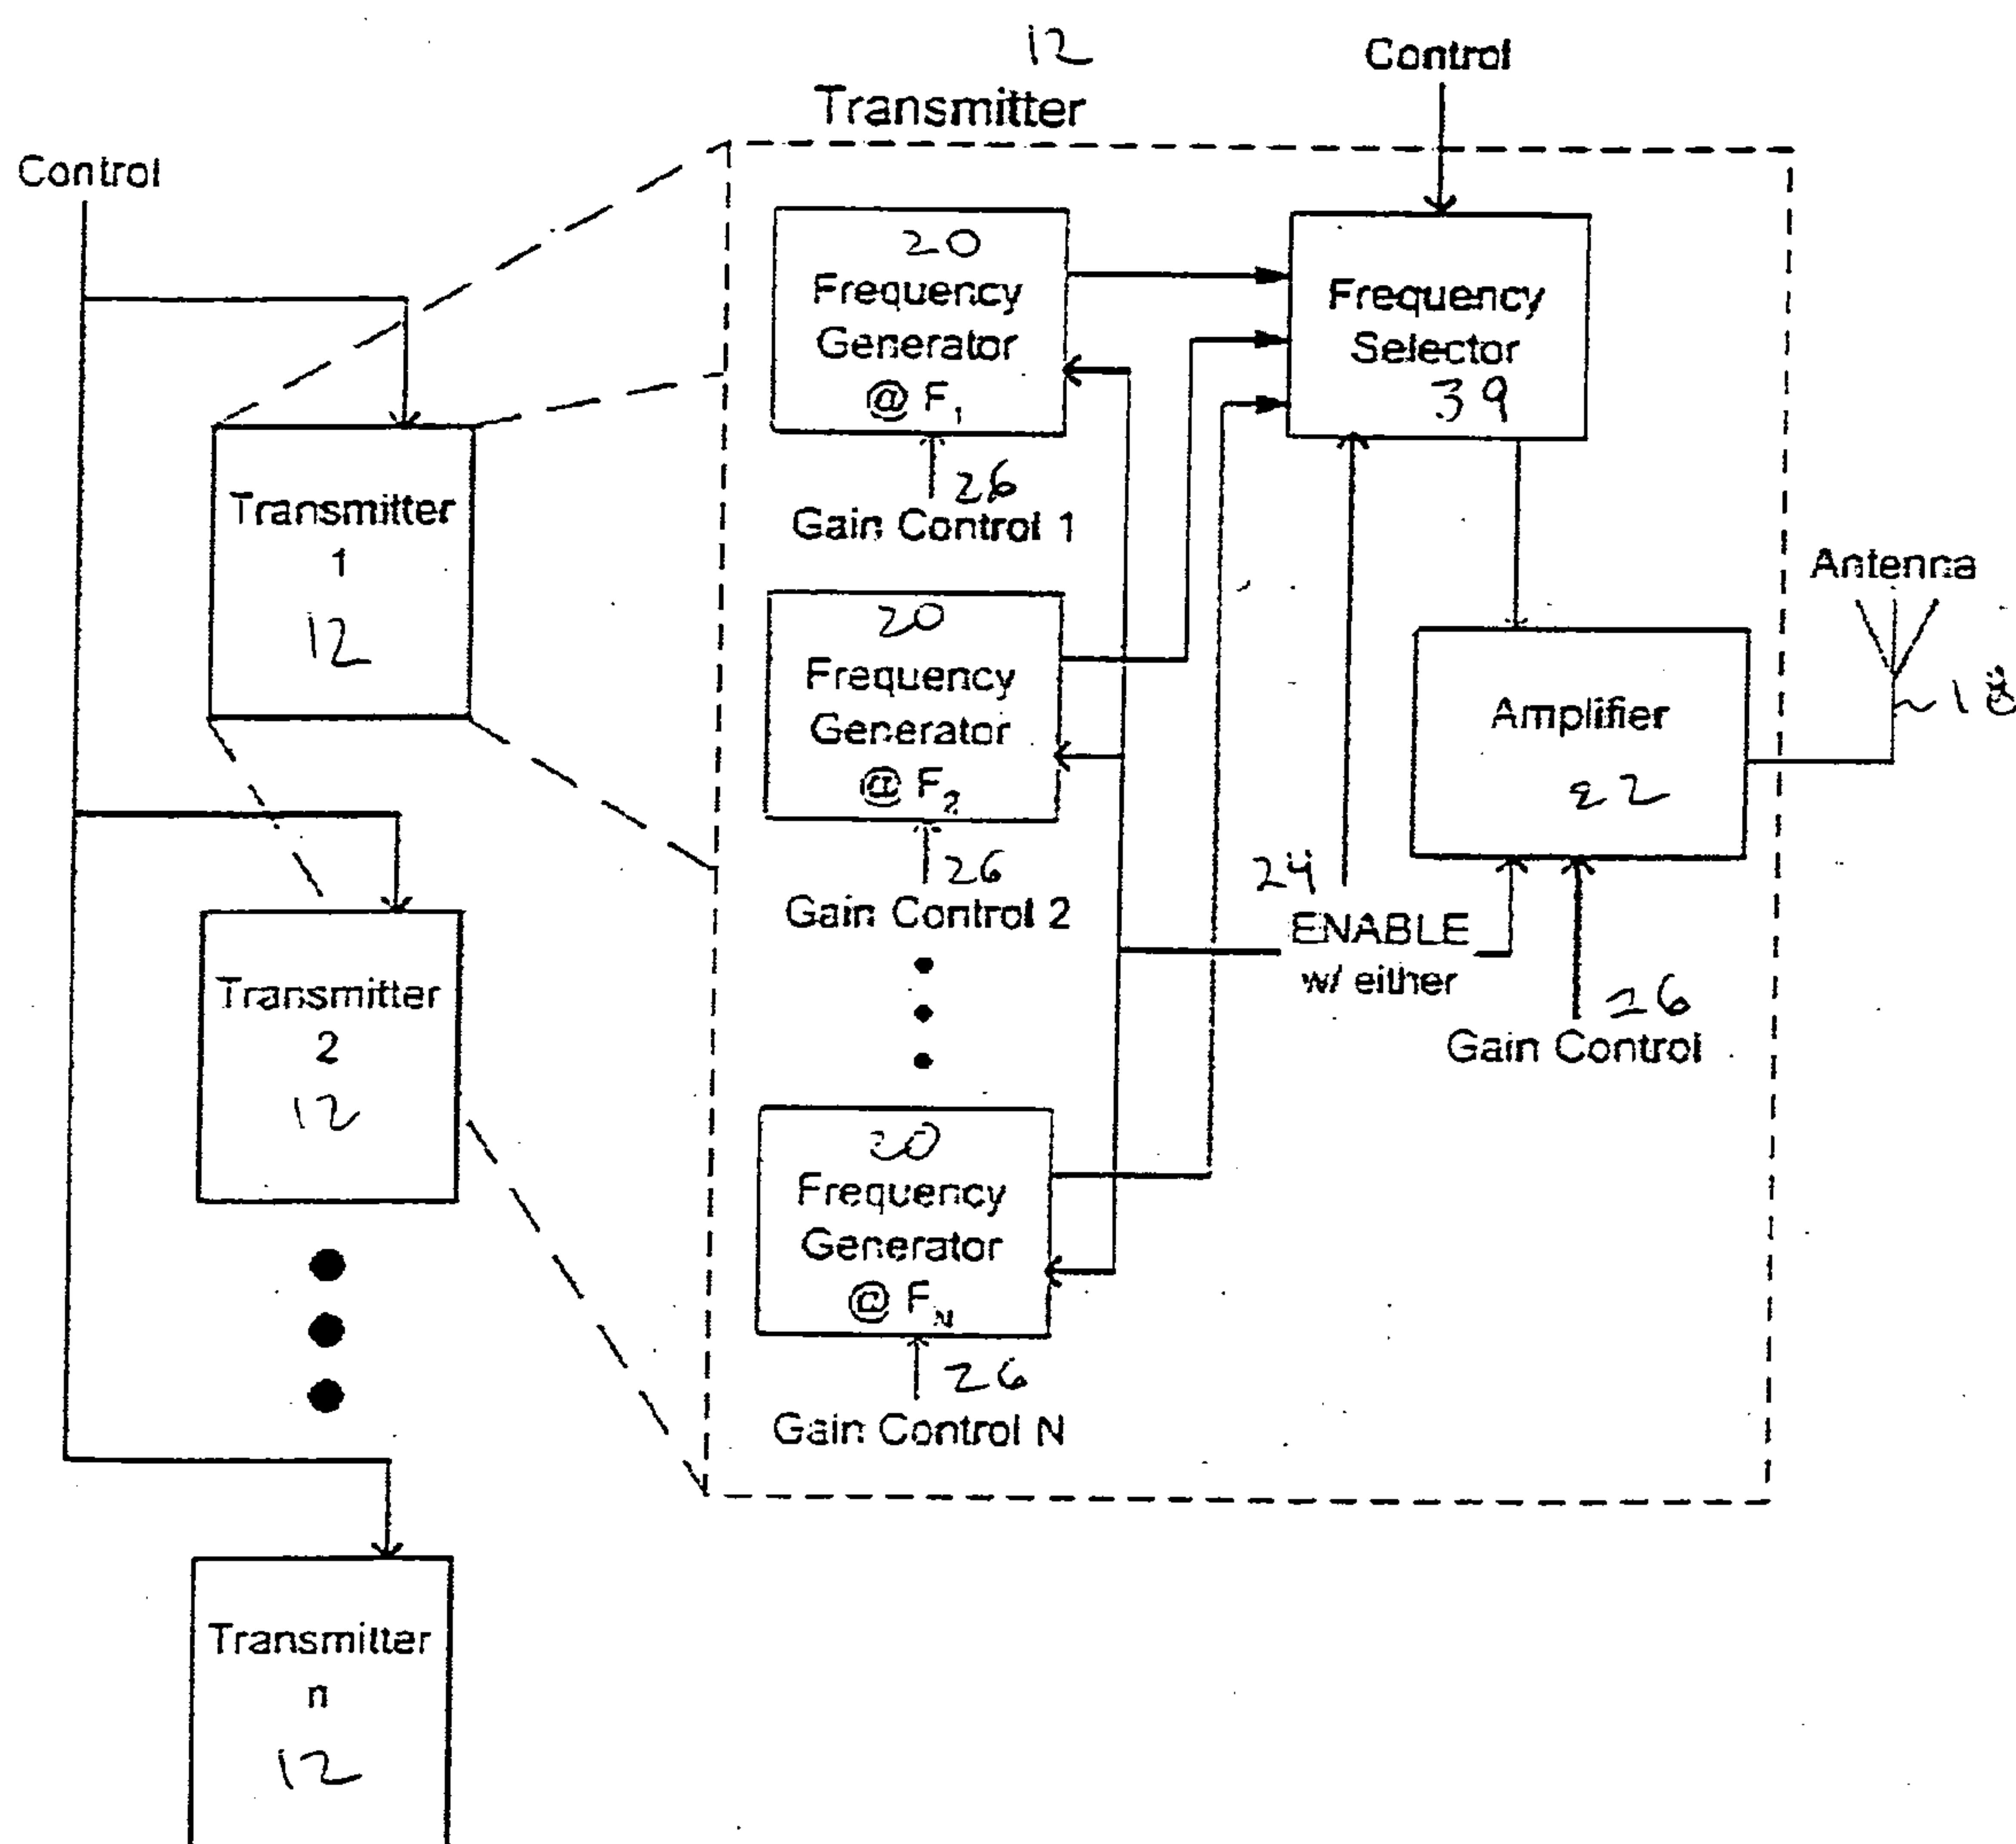 12
Transmitter
Control
Control
20
Frequency
Generator
@ F₁
26
Gain Control 1
Frequency
Selector
39
Transmitter
1
12
20
Frequency
Generator
@ F₂
26
Gain Control 2
Antenna
18
Amplifier
22
24
ENABLE
w/ either
26
Gain Control
Transmitter
2
12
20
Frequency
Generator
@ F_N
26
Gain Control N
Transmitter
n
12